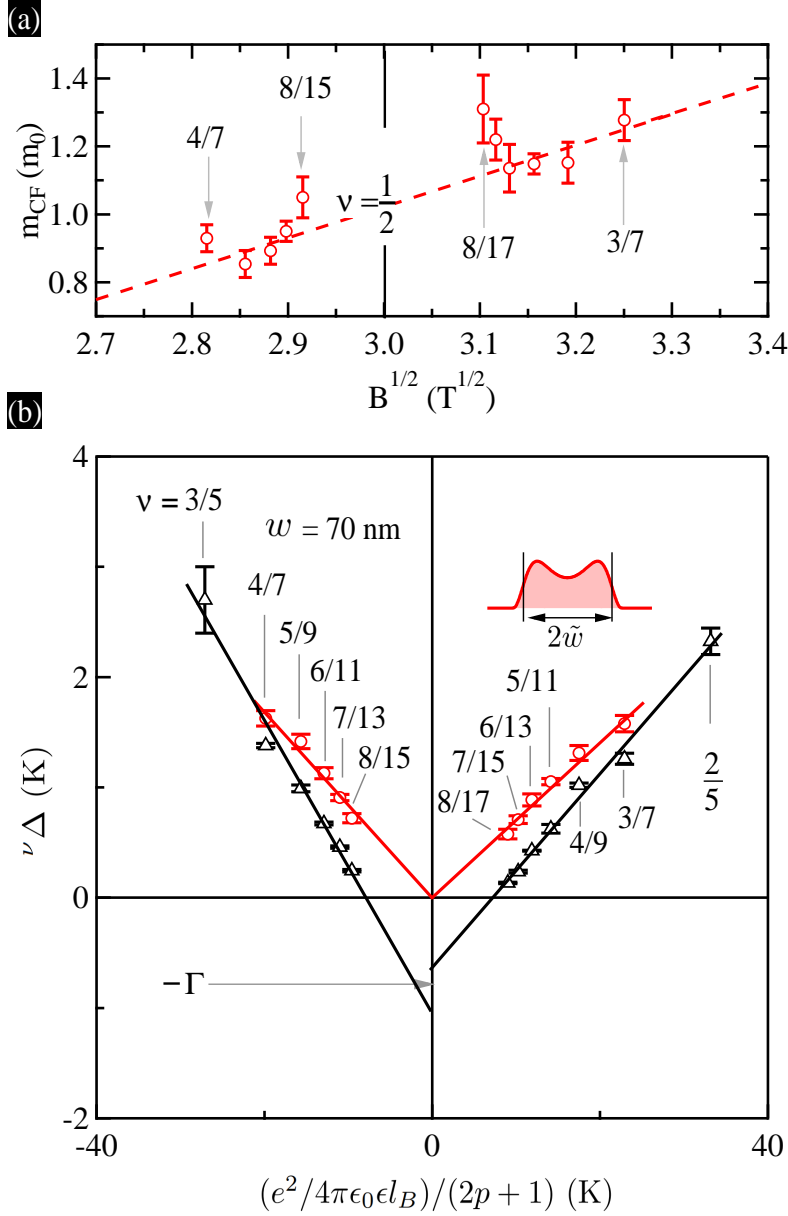 (a)
m_CF (m_0)
1.4
1.2
1.0
0.8
4/7
8/15
ν = 1/2
8/17
3/7
2.7 2.8 2.9 3.0 3.1 3.2 3.3 3.4
B^{1/2} (T^{1/2})
(b)
^νΔ (K)
4
2
0
-2
ν = 3/5
w = 70 nm
4/7
5/9
6/11
7/13
8/15
2w̃
5/11
6/13
7/15
8/17
4/9
3/7
2/5
−Γ
-40 0 40
(e²/4πϵ₀ϵl_B)/(2p + 1) (K)